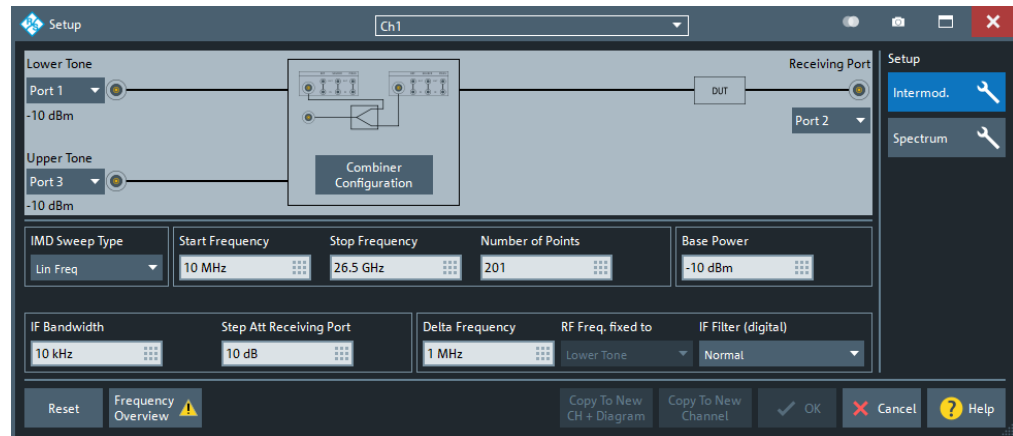 Setup
Ch1
Lower Tone
Port 1
-10 dBm
Upper Tone
Port 3
-10 dBm
Combiner
Configuration
DUT
Receiving Port
Port 2
Setup
Intermod.
Spectrum
IMD Sweep Type
Lin Freq
Start Frequency
10 MHz
Stop Frequency
26.5 GHz
Number of Points
201
Base Power
-10 dBm
IF Bandwidth
10 kHz
Step Att Receiving Port
10 dB
Delta Frequency
1 MHz
RF Freq. fixed to
Lower Tone
IF Filter (digital)
Normal
Reset
Frequency
Overview
Copy To New
CH + Diagram
Copy To New
Channel
OK
Cancel
? Help